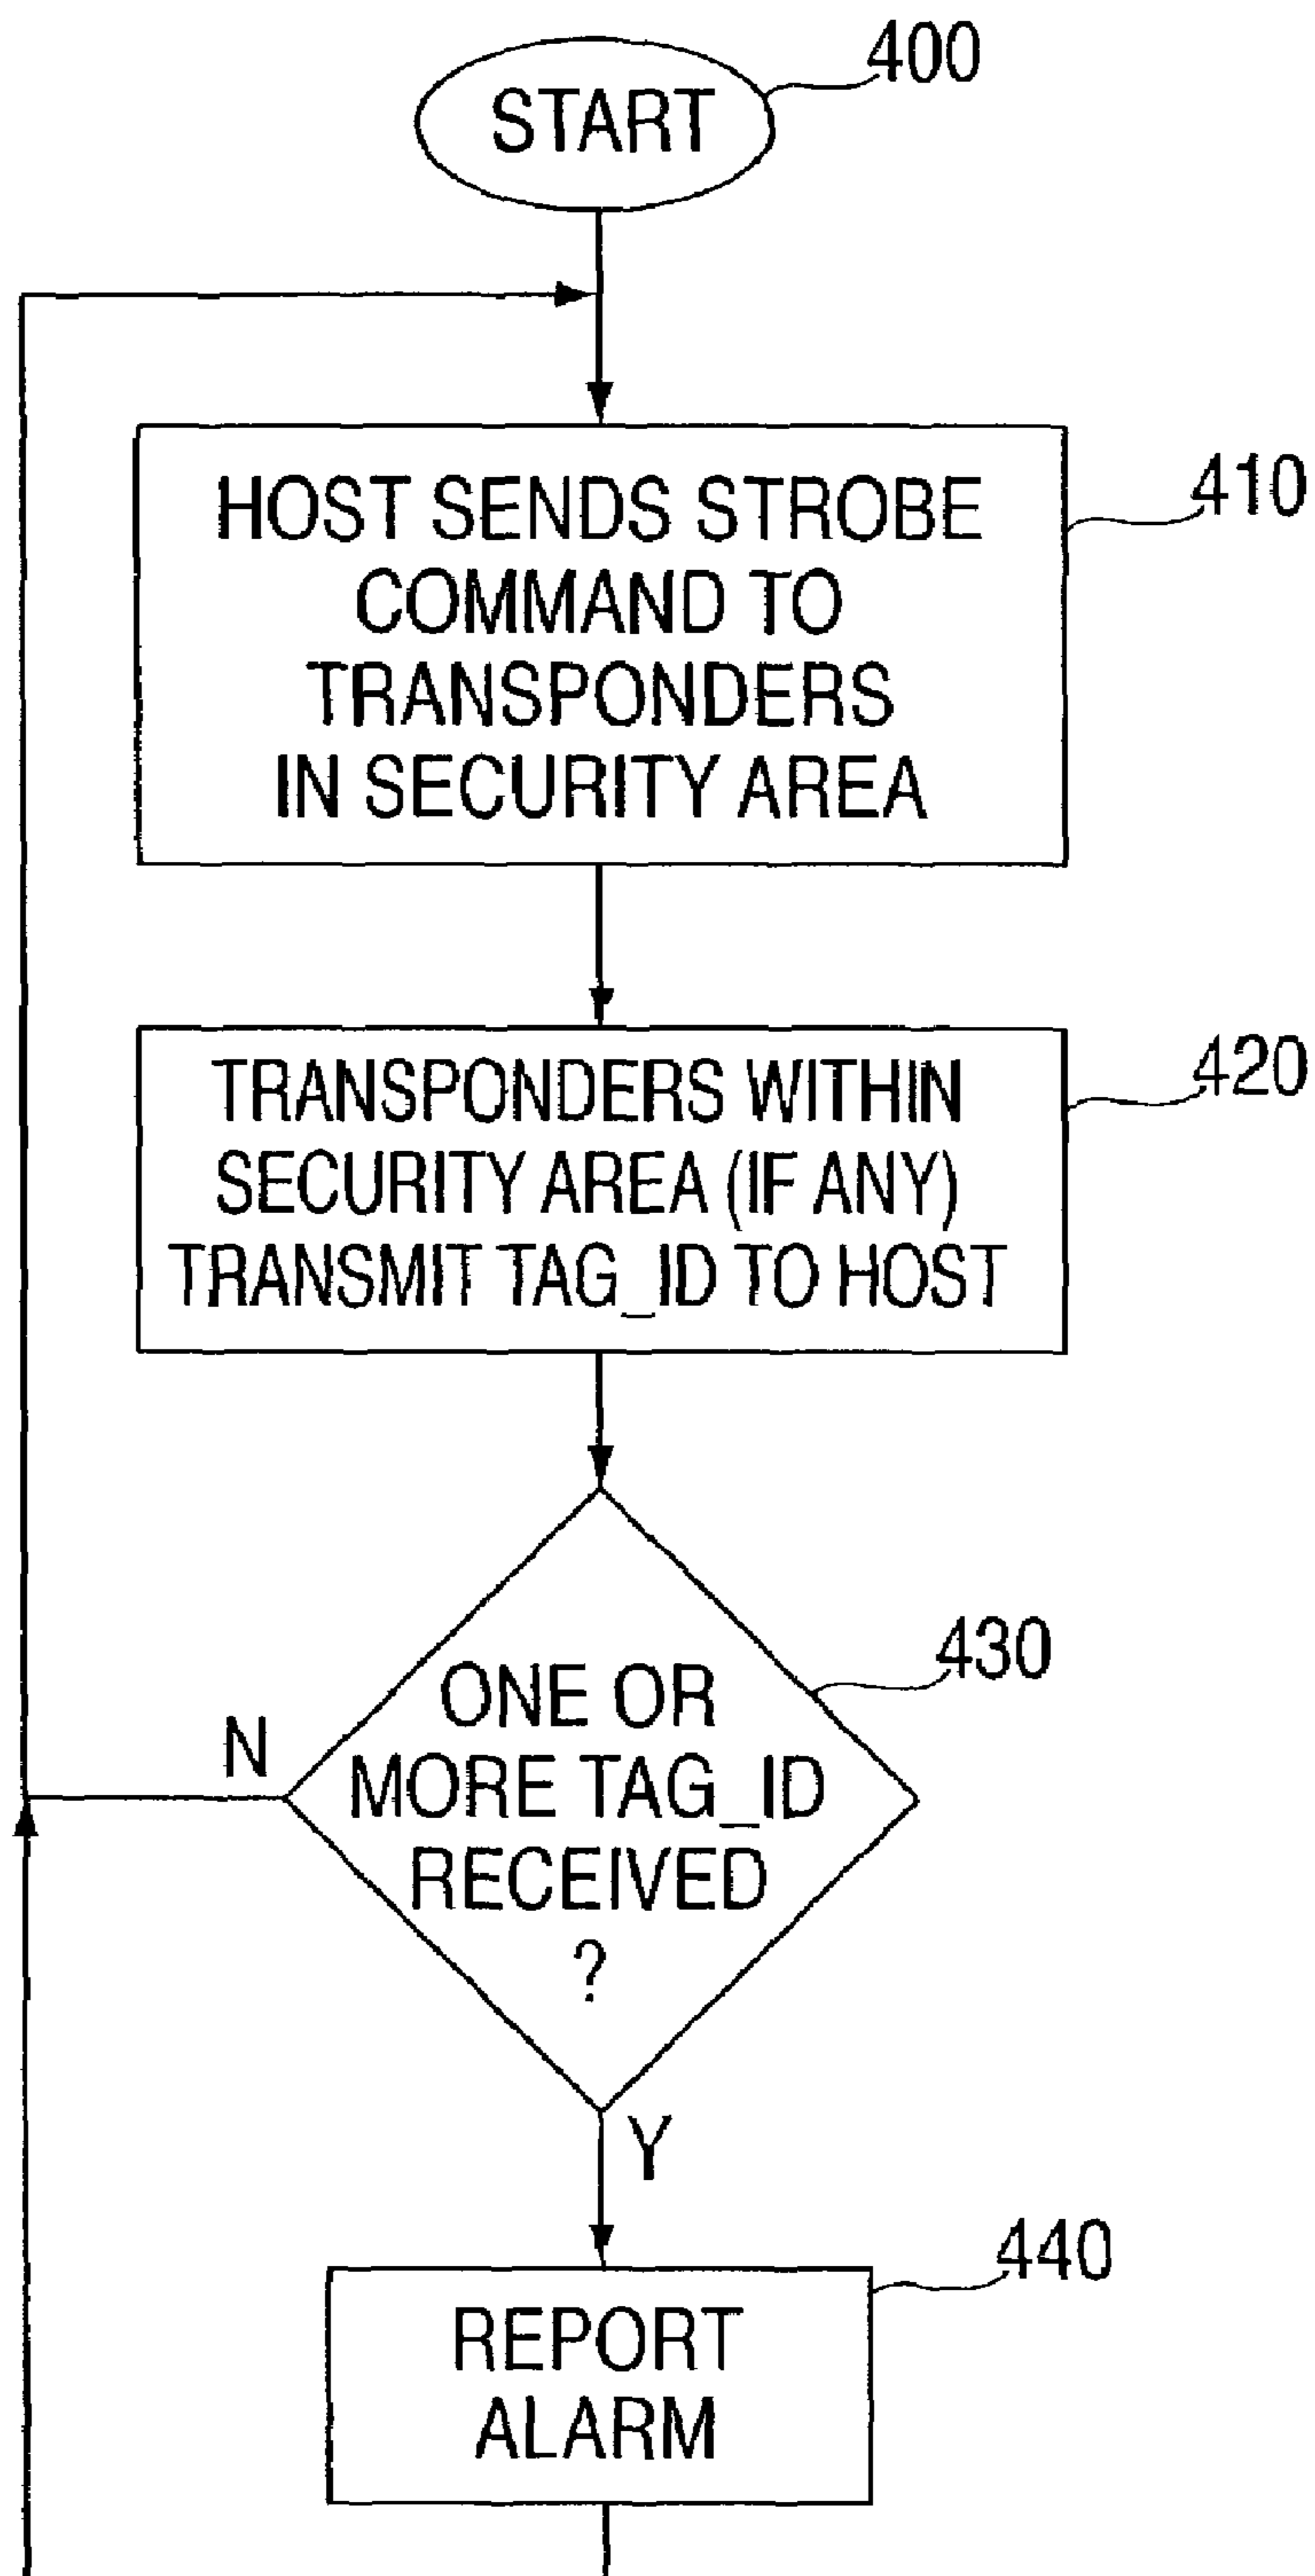 400
START
HOST SENDS STROBE
COMMAND TO
TRANSPONDERS
IN SECURITY AREA
410
TRANSPONDERS WITHIN
SECURITY AREA (IF ANY)
TRANSMIT TAG_ID TO HOST
420
ONE OR
MORE TAG_ID
RECEIVED
?
430
N
Y
440
REPORT
ALARM